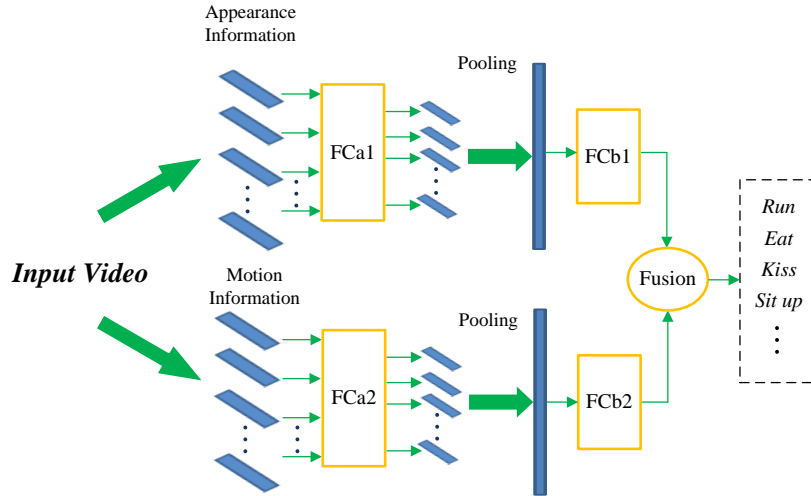 Appearance
Information
Pooling
FCa1
FCb1
Input Video
Motion
Information
Pooling
FCa2
FCb2
Fusion
Run
Eat
Kiss
Sit up